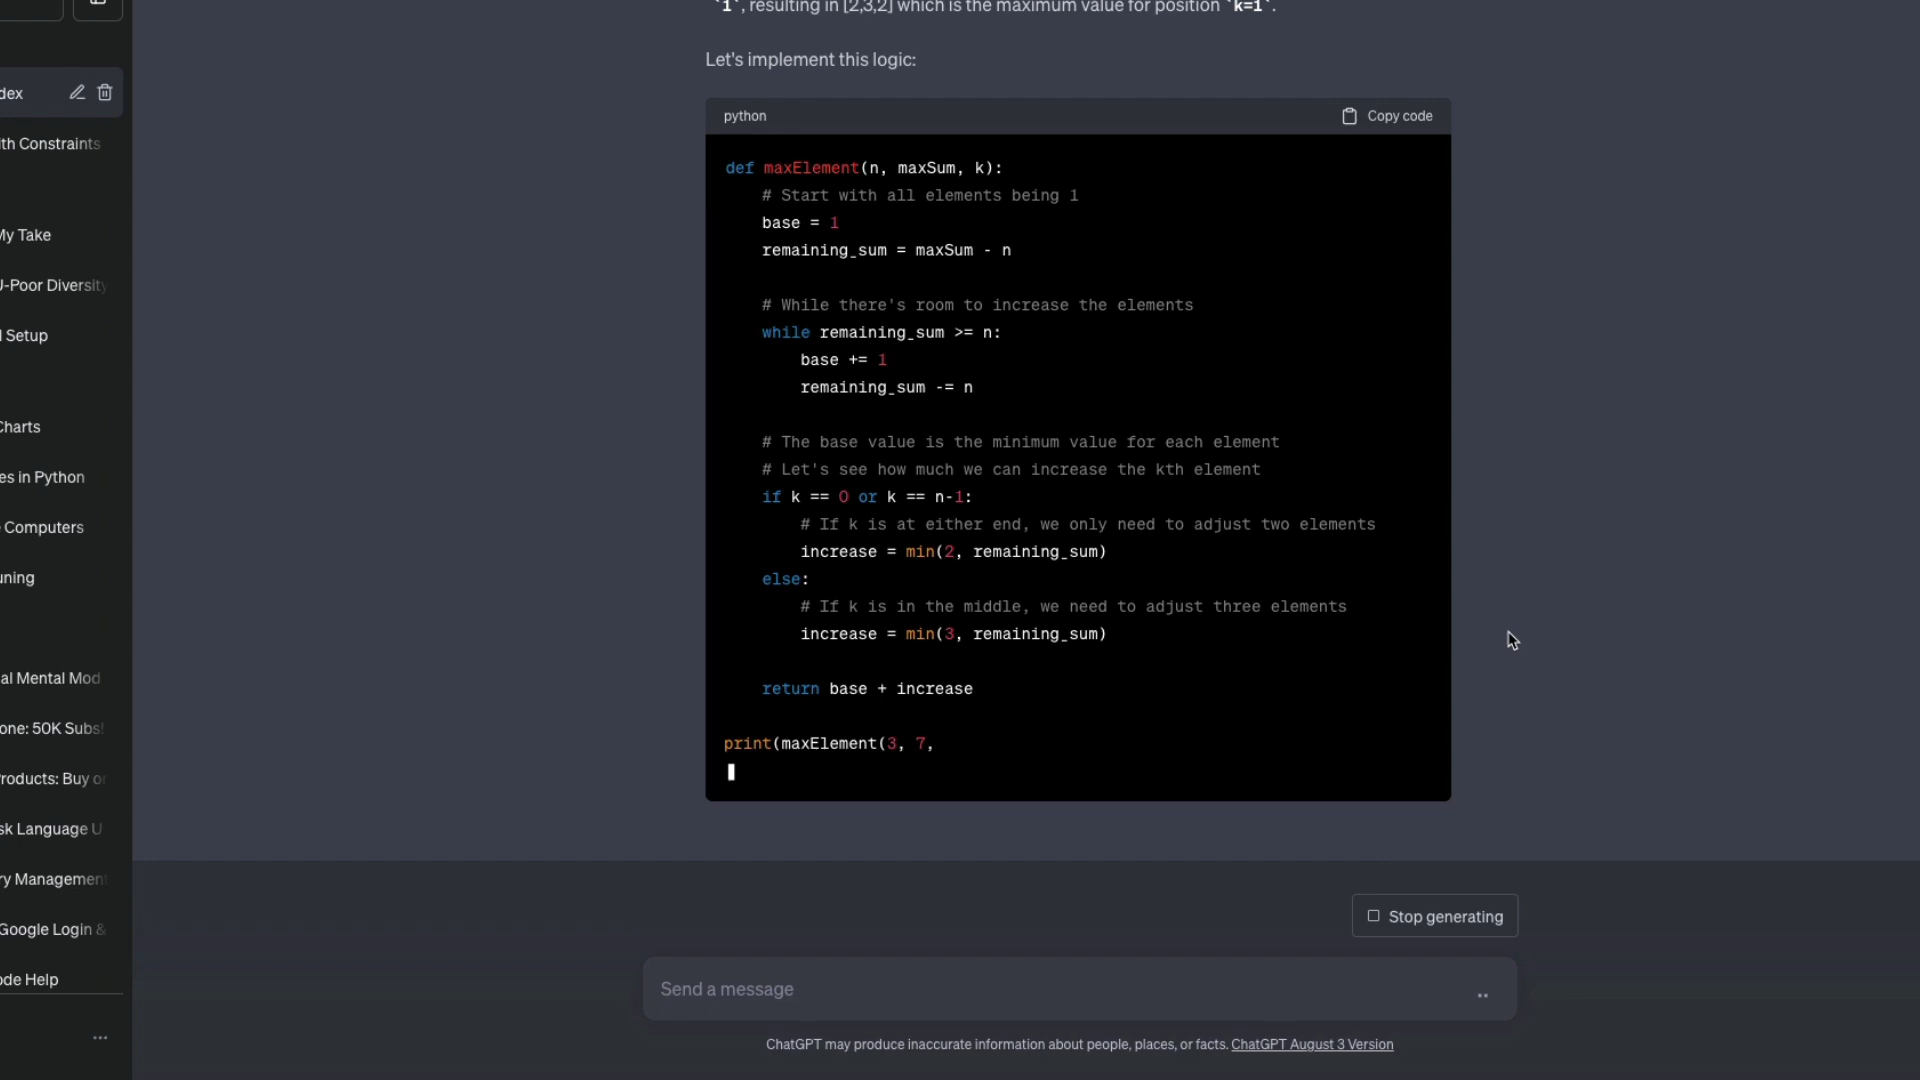 `1`, resulting in [2,3,2] which is the maximum value for position `k=1`.
Let's implement this logic:
python
Copy code
def maxElement(n, maxSum, k):
# Start with all elements being 1
base = 1
remaining_sum = maxSum - n
# While there's room to increase the elements
while remaining_sum >= n:
base += 1
remaining_sum -= n
# The base value is the minimum value for each element
# Let's see how much we can increase the kth element
if k == 0 or k == n-1:
# If k is at either end, we only need to adjust two elements
increase = min(2, remaining_sum)
else:
# If k is in the middle, we need to adjust three elements
increase = min(3, remaining_sum)
return base + increase
print(maxElement(3, 7,
dex
ith Constraints
My Take
J-Poor Diversity
l Setup
Charts
es in Python
Computers
uning
al Mental Mod
one: 50K Subs!
Products: Buy or
sk Language U
ry Management
Google Login &
ode Help
...
Stop generating
Send a message
ChatGPT may produce inaccurate information about people, places, or facts. ChatGPT August 3 Version